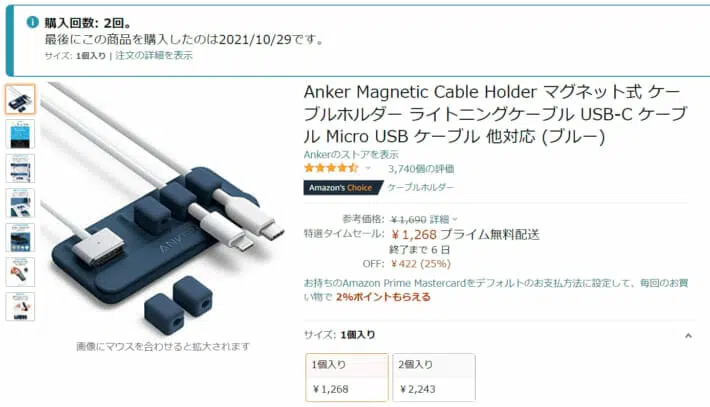 購入回数: 2回。
最後にこの商品を購入したのは2021/10/29です。
サイズ: 1個入り | 注文の詳細を表示
Anker Magnetic Cable Holder マグネット式 ケー
ブルホルダー ライトニングケーブル USB-C ケーブ
ル Micro USB ケーブル 他対応 (ブルー)
Ankerのストアを表示
3,740個の評価
Amazon's Choice ケーブルホルダー
参考価格: ￥1,690 詳細
特選タイムセール: ￥1,268 プライム無料配送
終了まで 6 日
OFF: ￥422 (25%)
お持ちのAmazon Prime Mastercardをデフォルトのお支払方法に設定して、毎回のお買
い物で 2%ポイントもらえる
サイズ: 1個入り
1個入り 2個入り
￥1,268 ￥2,243
ANKER
画像にマウスを合わせると拡大されます